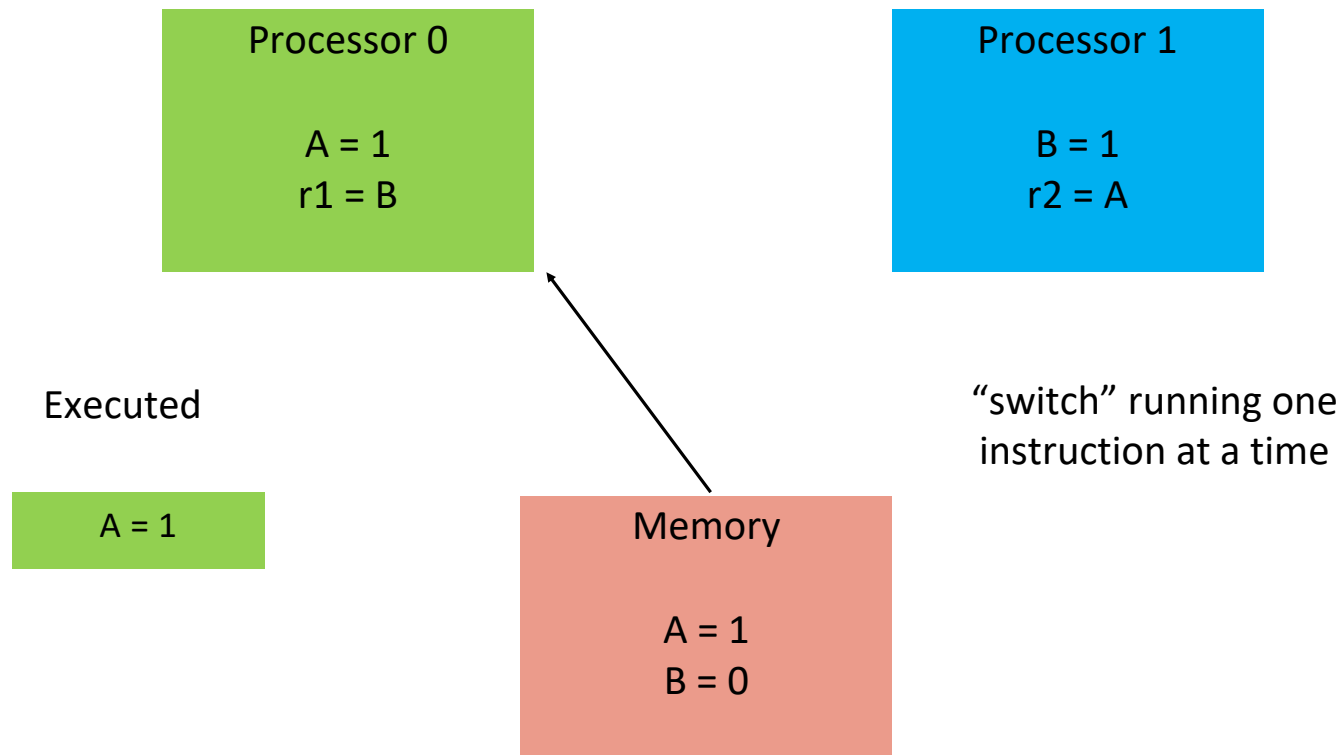 Processor 0
A = 1
r1 = B
Processor 1
B = 1
r2 = A
Executed
A = 1
“switch” running one
instruction at a time
Memory
A = 1
B = 0